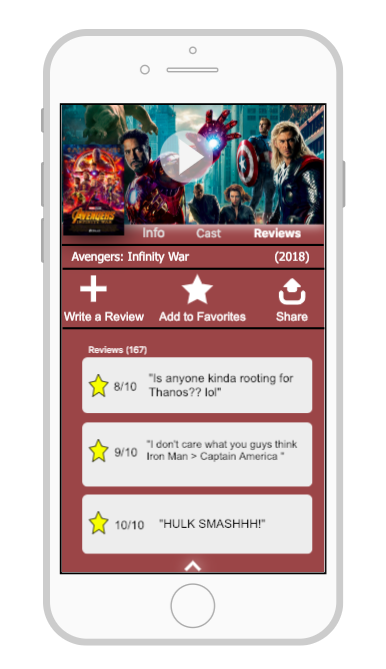 AVENGERS
Info Cast Reviews
Avengers: Infinity War (2018)
Write a Review Add to Favorites Share
Reviews (167)
8/10 "Is anyone kinda rooting for
Thanos?? lol"
9/10 "I don't care what you guys think
Iron Man > Captain America "
10/10 "HULK SMASHHH!"